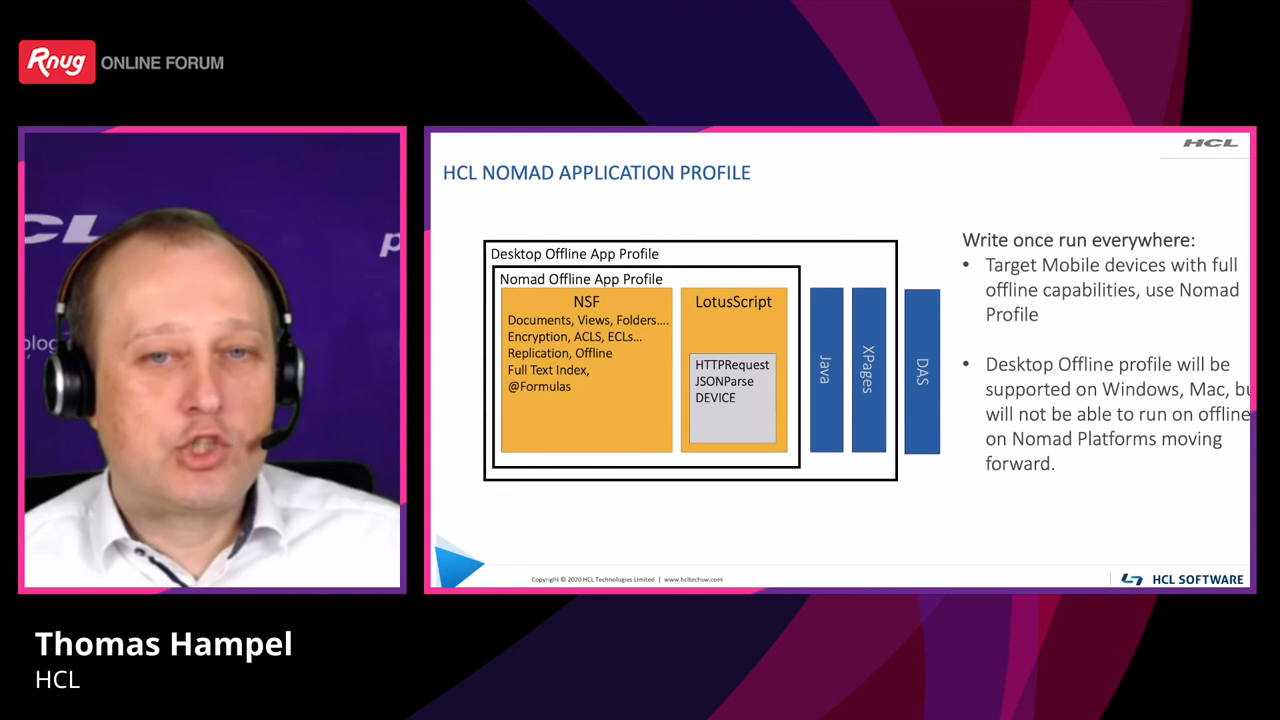 Rnug ONLINE FORUM
HCL
HCL NOMAD APPLICATION PROFILE
Desktop Offline App Profile
Nomad Offline App Profile
NSF
Documents, Views, Folders....
Encryption, ACLS, ECLs...
Replication, Offline
Full Text Index,
@Formulas
LotusScript
HTTPRequest
JSONParse
DEVICE
Java
XPages
DAS
Write once run everywhere:
• Target Mobile devices with full
offline capabilities, use Nomad
Profile
• Desktop Offline profile will be
supported on Windows, Mac, bu
will not be able to run on offline
on Nomad Platforms moving
forward.
Copyright © 2020 HCL Technologies Limited | www.hcltechsw.com
HCL SOFTWARE
Thomas Hampel
HCL